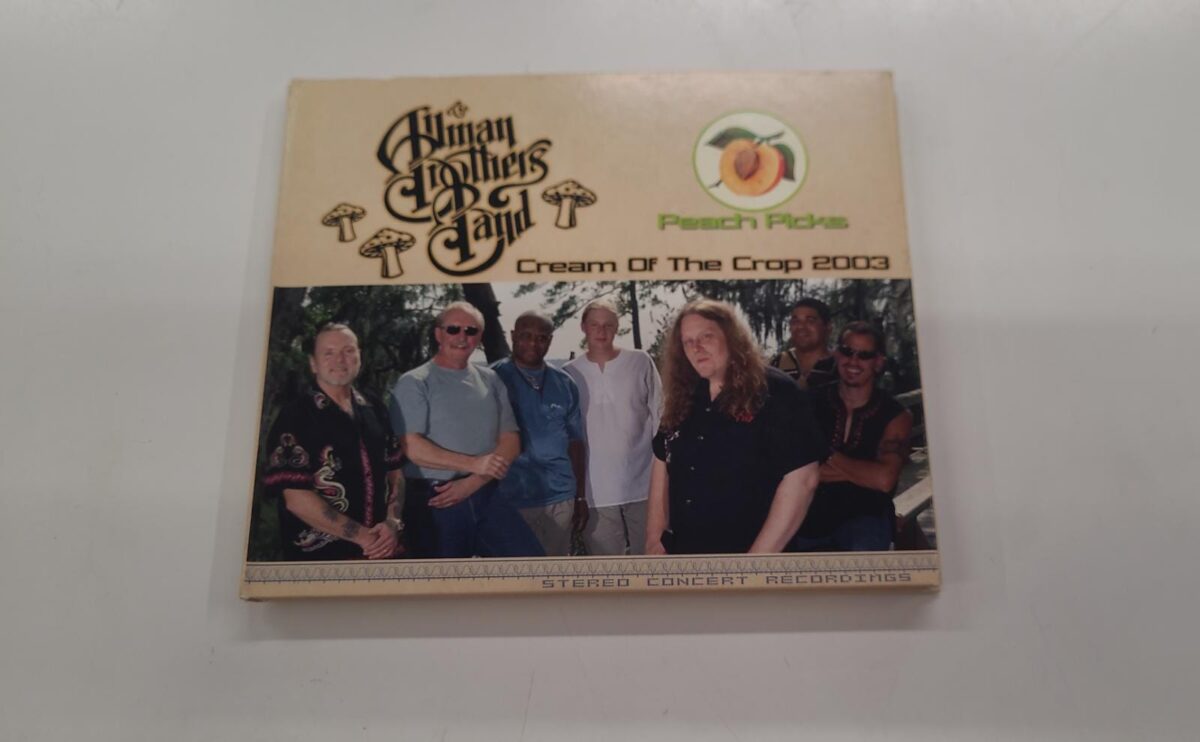 The
Allman
Brothers
Band
Peach Picks
Cream Of The Crop 2003
STEREO CONCERT RECORDINGS